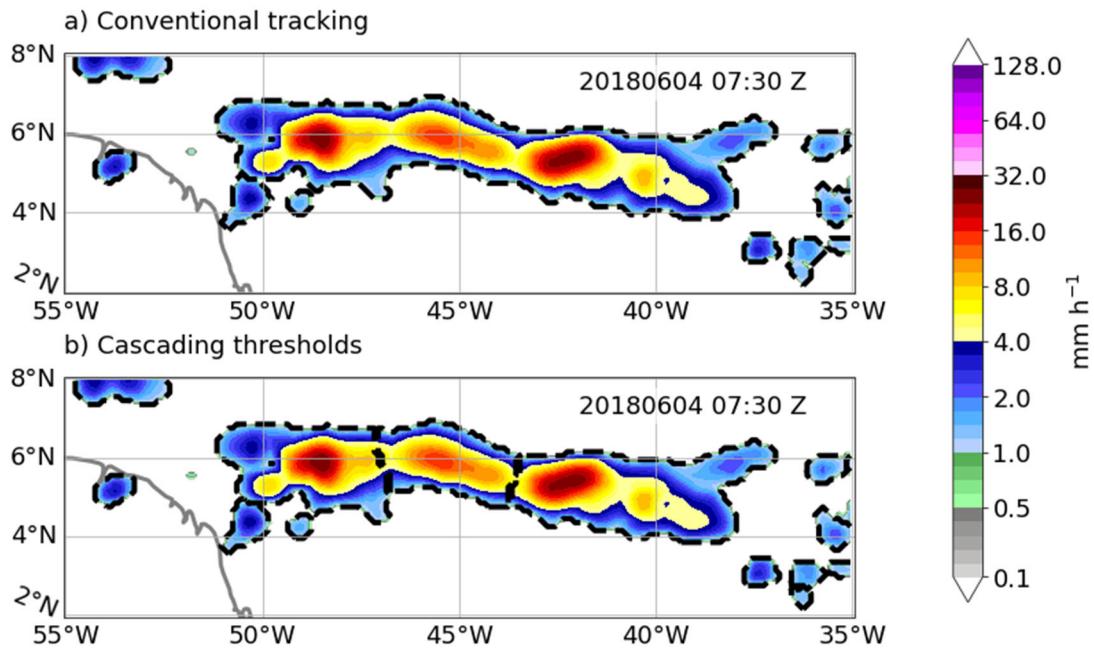 a) Conventional tracking
8°N
20180604 07:30 Z
6°N
4°N
2°N
55°W 50°W 45°W 40°W 35°W
b) Cascading thresholds
8°N
20180604 07:30 Z
6°N
4°N
2°N
55°W 50°W 45°W 40°W 35°W
128.0
64.0
32.0
16.0
8.0
4.0
2.0
1.0
0.5
0.1
mm h⁻¹